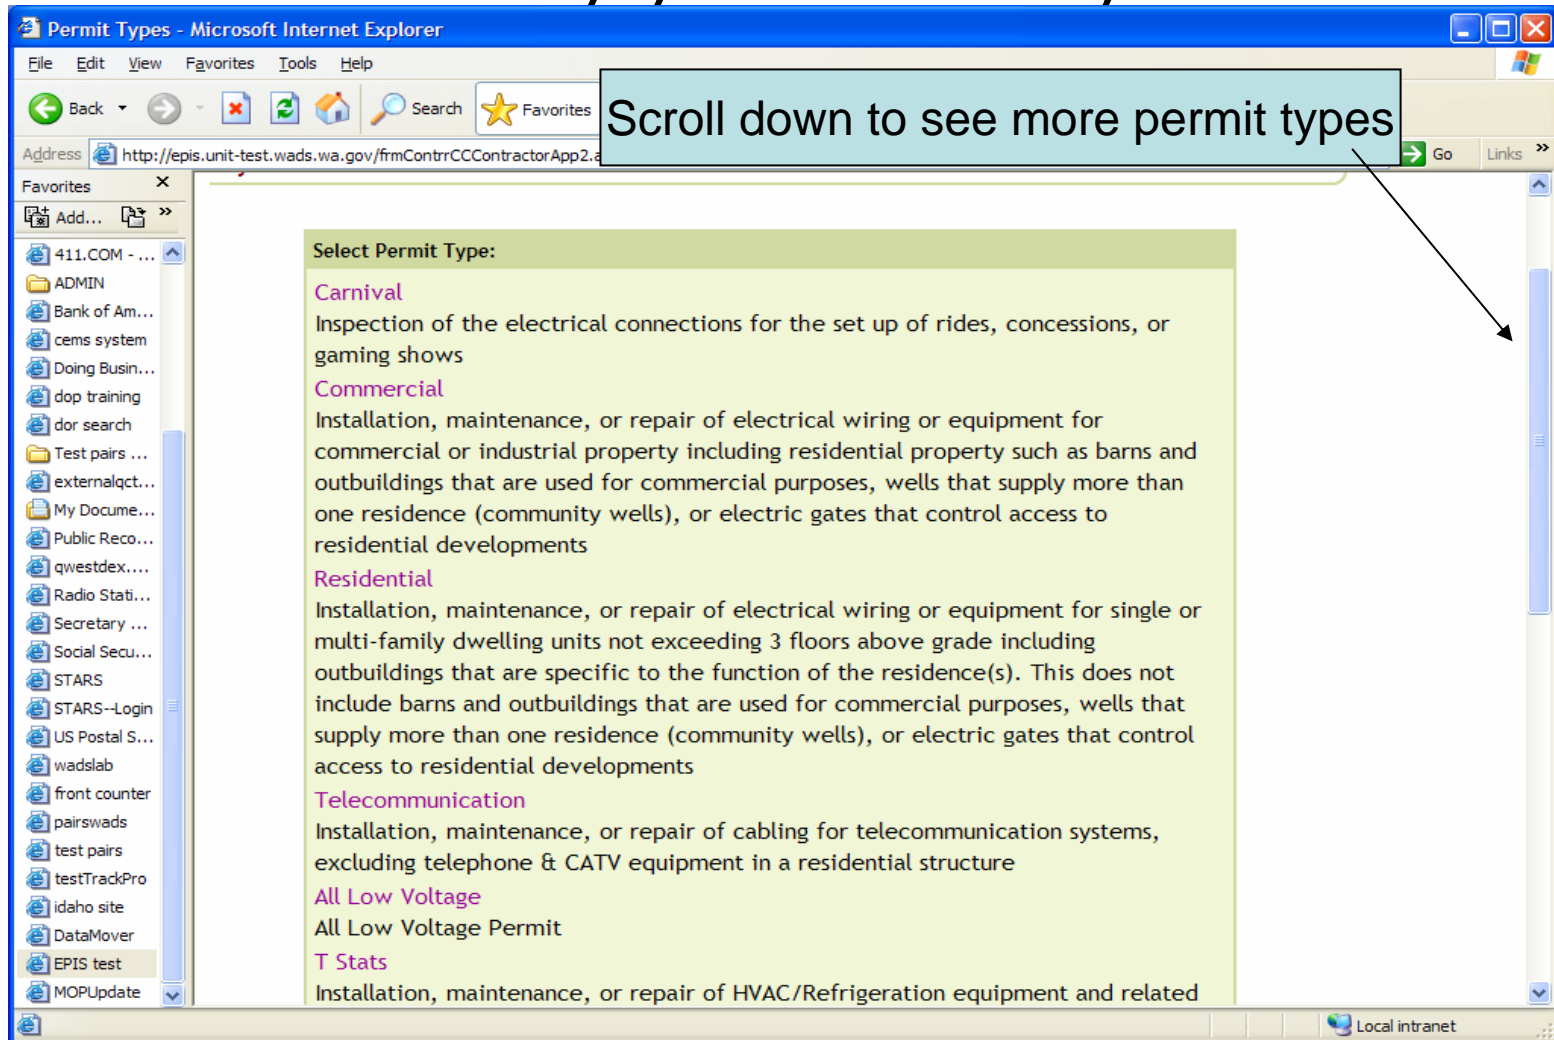 Permit Types - Microsoft Internet Explorer
File Edit View Favorites Tools Help
Back Search Favorites
Scroll down to see more permit types
Address http://epis.unit-test.wads.wa.gov/frmContrrCCContractorApp2.a
Go Links »
Favorites
Add... »
411.COM - ...
ADMIN
Bank of Am...
cems system
Doing Busin...
dop training
dor search
Test pairs ...
externalqct...
My Docume...
Public Reco...
qwestdex....
Radio Stati...
Secretary ...
Social Secu...
STARS
STARS--Login
US Postal S...
wadslab
front counter
pairswads
test pairs
testTrackPro
idaho site
DataMover
EPIS test
MOPUpdate
Select Permit Type:
Carnival
Inspection of the electrical connections for the set up of rides, concessions, or
gaming shows
Commercial
Installation, maintenance, or repair of electrical wiring or equipment for
commercial or industrial property including residential property such as barns and
outbuildings that are used for commercial purposes, wells that supply more than
one residence (community wells), or electric gates that control access to
residential developments
Residential
Installation, maintenance, or repair of electrical wiring or equipment for single or
multi-family dwelling units not exceeding 3 floors above grade including
outbuildings that are specific to the function of the residence(s). This does not
include barns and outbuildings that are used for commercial purposes, wells that
supply more than one residence (community wells), or electric gates that control
access to residential developments
Telecommunication
Installation, maintenance, or repair of cabling for telecommunication systems,
excluding telephone & CATV equipment in a residential structure
All Low Voltage
All Low Voltage Permit
T Stats
Installation, maintenance, or repair of HVAC/Refrigeration equipment and related
Local intranet